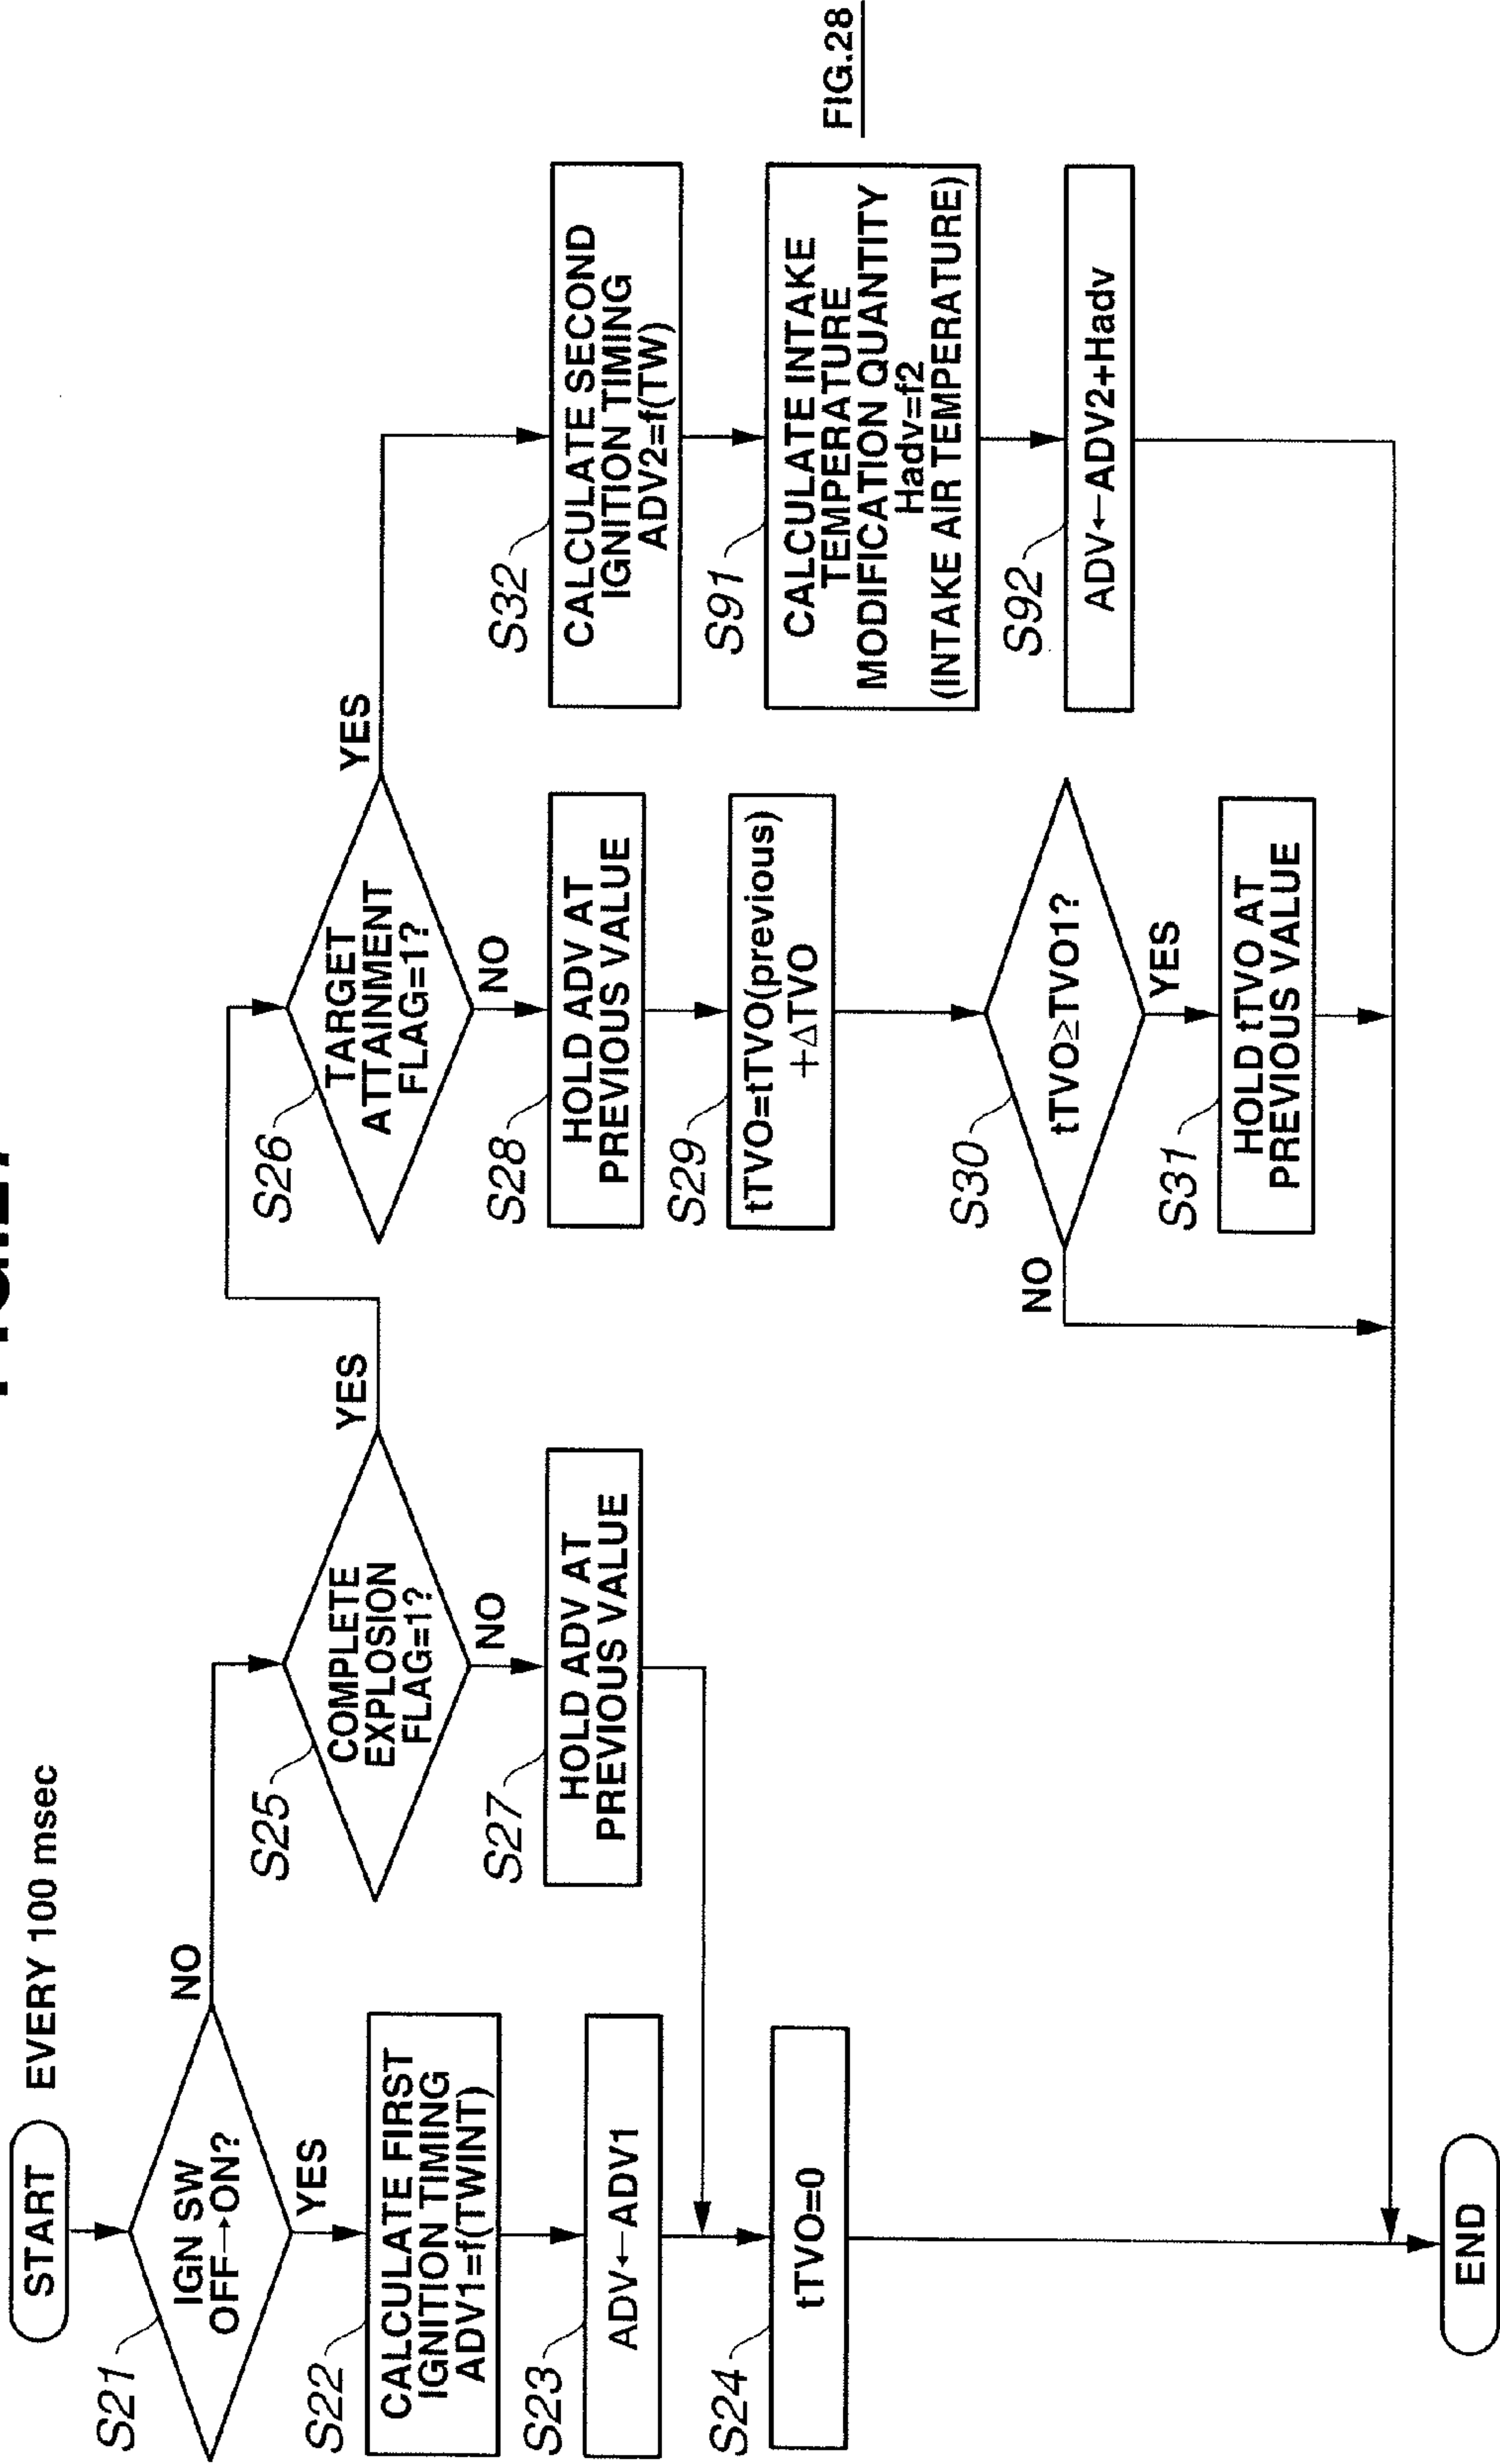 START
EVERY 100 msec
S21
IGN SW
OFF→ON?
NO
YES
S22
CALCULATE FIRST
IGNITION TIMING
ADV1=f(TWINT)
S23
ADV←ADV1
S24
tTVO=0
S25
COMPLETE
EXPLOSION
FLAG=1?
YES
NO
S27
HOLD ADV AT
PREVIOUS VALUE
S26
TARGET
ATTAINMENT
FLAG=1?
YES
NO
S28
HOLD ADV AT
PREVIOUS VALUE
S29
tTVO=tTVO(previous)
+ΔTVO
S30
tTVO≥TVO1?
NO
YES
S31
HOLD tTVO AT
PREVIOUS VALUE
S32
CALCULATE SECOND
IGNITION TIMING
ADV2=f(TW)
S91
CALCULATE INTAKE
TEMPERATURE
MODIFICATION QUANTITY
Hadv=f2
(INTAKE AIR TEMPERATURE)
S92
ADV←ADV2+Hadv
END
FIG.28